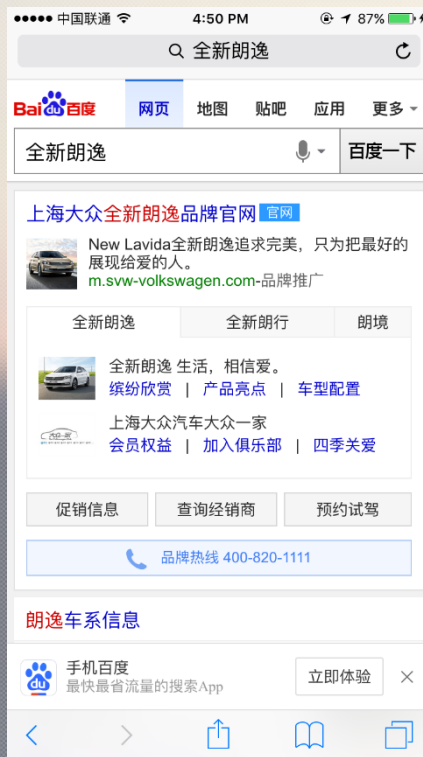 中国联通 4:50 PM 87%
全新朗逸
Bai du 百度 网页 地图 贴吧 应用 更多
全新朗逸 百度一下
上海大众全新朗逸品牌官网 官网
New Lavida全新朗逸追求完美，只为把最好的
展现给爱的人。
m.svw-volkswagen.com-品牌推广
全新朗逸 全新朗行 朗境
全新朗逸 生活，相信爱。
缤纷欣赏 | 产品亮点 | 车型配置
上海大众汽车大众一家
会员权益 | 加入俱乐部 | 四季关爱
促销信息 查询经销商 预约试驾
品牌热线 400-820-1111
朗逸车系信息
du 手机百度 立即体验
最快最省流量的搜索App